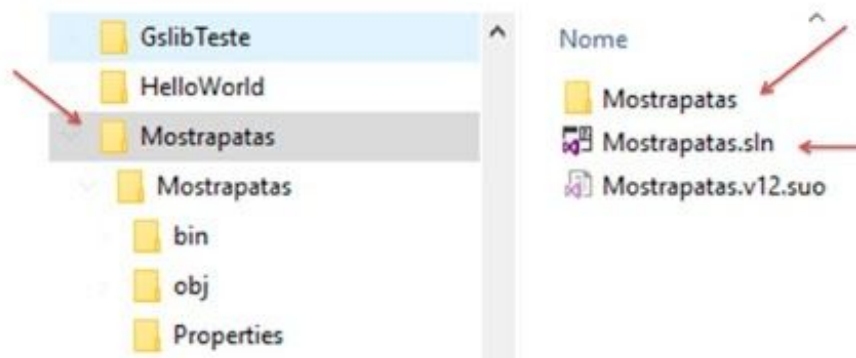 GslibTeste
HelloWorld
Mostrapatas
Mostrapatas
bin
obj
Properties
Nome
Mostrapatas
Mostrapatas.sln
Mostrapatas.v12.suo